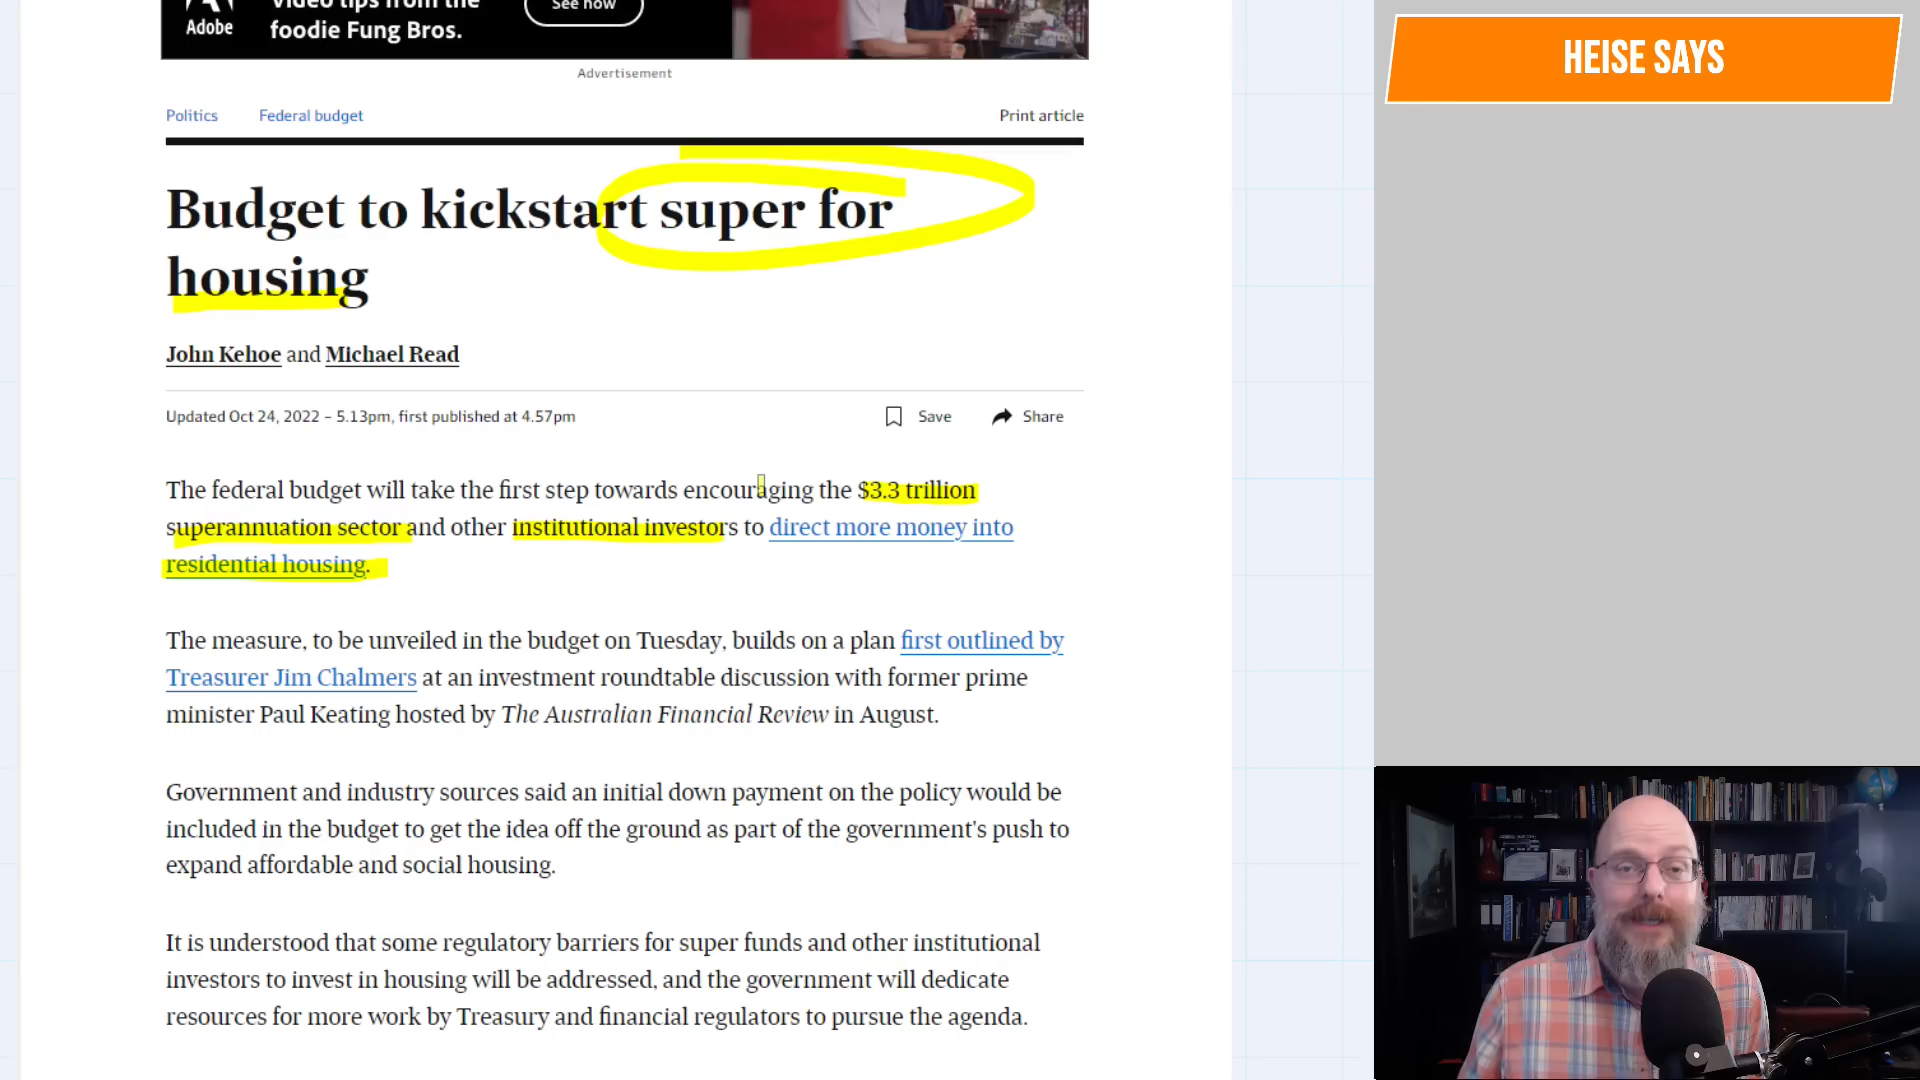 Video tips from the
foodie Fung Bros.
See now
Adobe
HEISE SAYS
Advertisement
Politics
Federal budget
Print article
Budget to kickstart super for
housing
John Kehoe and Michael Read
Updated Oct 24, 2022 – 5.13pm, first published at 4.57pm
Save
Share
The federal budget will take the first step towards encouraging the $3.3 trillion
superannuation sector and other institutional investors to direct more money into
residential housing.
The measure, to be unveiled in the budget on Tuesday, builds on a plan first outlined by
Treasurer Jim Chalmers at an investment roundtable discussion with former prime
minister Paul Keating hosted by The Australian Financial Review in August.
Government and industry sources said an initial down payment on the policy would be
included in the budget to get the idea off the ground as part of the government's push to
expand affordable and social housing.
It is understood that some regulatory barriers for super funds and other institutional
investors to invest in housing will be addressed, and the government will dedicate
resources for more work by Treasury and financial regulators to pursue the agenda.